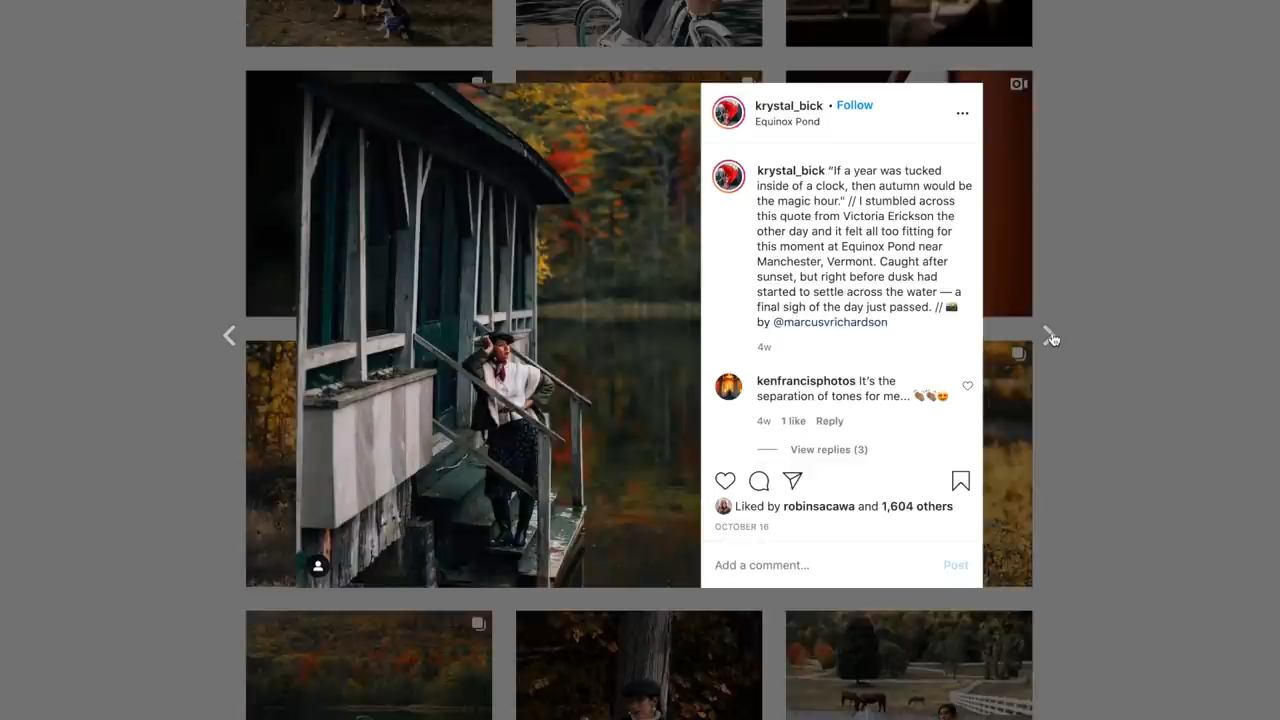 krystal_bick • Follow
Equinox Pond
krystal_bick “If a year was tucked
inside of a clock, then autumn would be
the magic hour." // I stumbled across
this quote from Victoria Erickson the
other day and it felt all too fitting for
this moment at Equinox Pond near
Manchester, Vermont. Caught after
sunset, but right before dusk had
started to settle across the water — a
final sigh of the day just passed. // 📷
by @marcusvrichardson
4w
kenfrancisphotos It’s the
separation of tones for me... 👏🏽👏🏽😍
4w 1 like Reply
View replies (3)
Liked by robinsacawa and 1,604 others
OCTOBER 16
Add a comment... Post